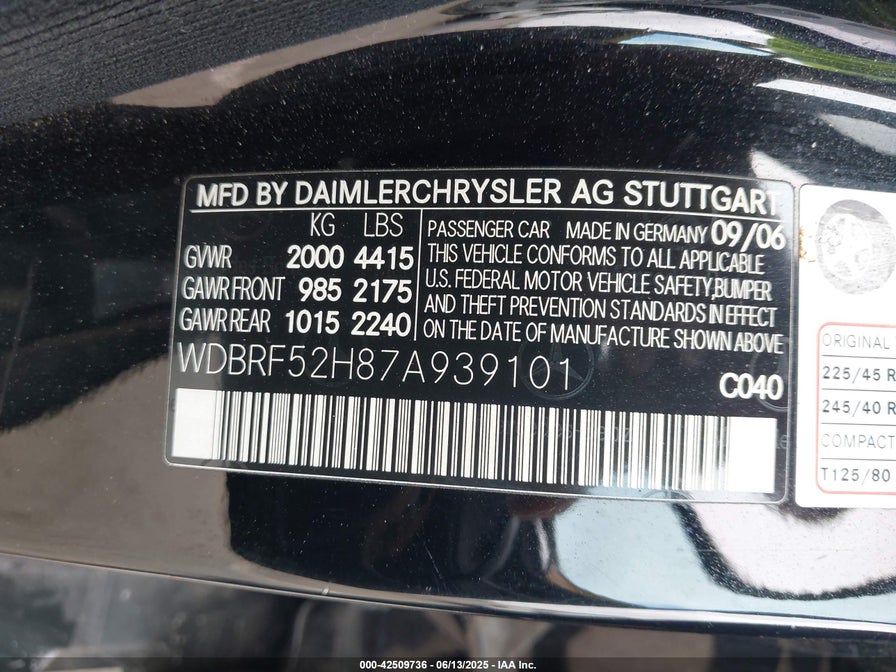 MFD BY DAIMLERCHRYSLER AG STUTTGART
KG LBS
GVWR 2000 4415
GAWR FRONT 985 2175
GAWR REAR 1015 2240
PASSENGER CAR MADE IN GERMANY 09/06
THIS VEHICLE CONFORMS TO ALL APPLICABLE
U.S. FEDERAL MOTOR VEHICLE SAFETY, BUMPER
AND THEFT PREVENTION STANDARDS IN EFFECT
ON THE DATE OF MANUFACTURE SHOWN ABOVE.
WDBRF52H87A939101
C040
ORIGINAL
225/45 R
245/40 R
COMPACT
T125/80
000-42509736 - 06/13/2025 - IAA Inc.